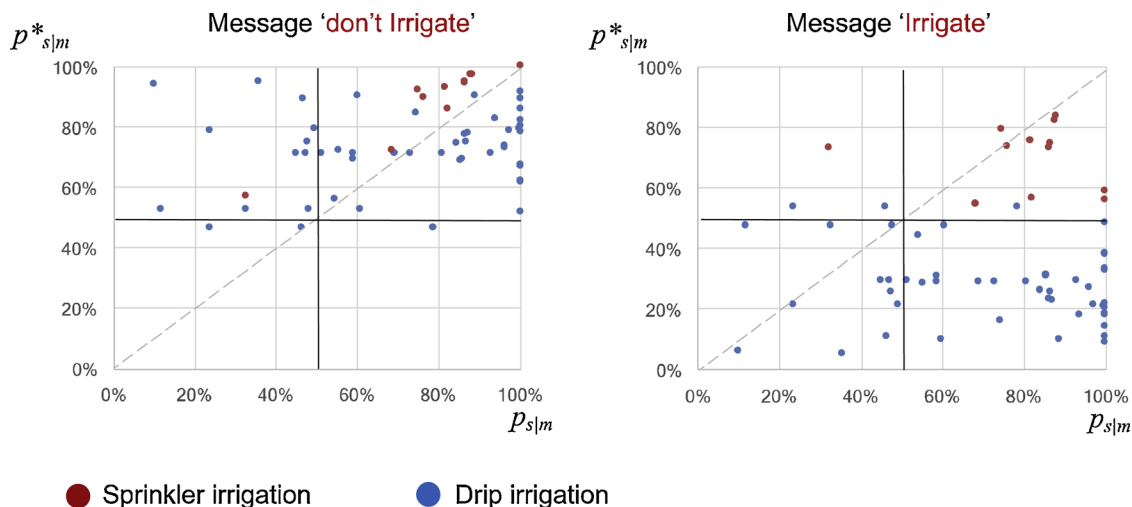 Message ‘don’t Irrigate’
p*s|m
100%
80%
60%
40%
20%
0%
0% 20% 40% 60% 80% 100%
ps|m
Message ‘Irrigate’
p*s|m
100%
80%
60%
40%
20%
0%
0% 20% 40% 60% 80% 100%
ps|m
Sprinkler irrigation
Drip irrigation